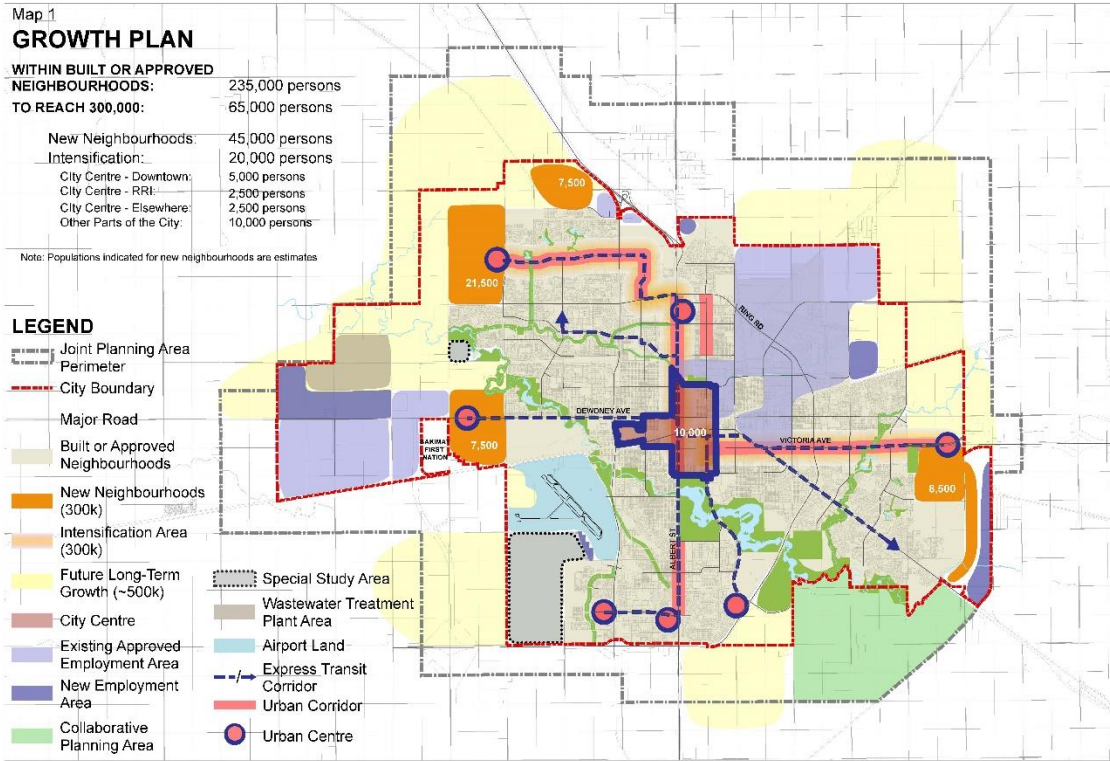 Map 1
GROWTH PLAN
WITHIN BUILT OR APPROVED
NEIGHBOURHOODS: 235,000 persons
TO REACH 300,000: 65,000 persons
New Neighbourhoods: 45,000 persons
Intensification: 20,000 persons
City Centre - Downtown: 5,000 persons
City Centre - RRI: 2,500 persons
City Centre - Elsewhere: 2,500 persons
Other Parts of the City: 10,000 persons
Note: Populations indicated for new neighbourhoods are estimates
7,500
21,500
RING RD
DEWDNEY AVE
10,000
VICTORIA AVE
7,500
AKIMAY
FIRST
NATION
ALBERT ST
LEGEND
Joint Planning Area
Perimeter
City Boundary
Major Road
Built or Approved
Neighbourhoods
New Neighbourhoods
(300k)
Intensification Area
(300k)
Future Long-Term
Growth (~500k)
City Centre
Existing Approved
Employment Area
New Employment
Area
Collaborative
Planning Area
Special Study Area
Wastewater Treatment
Plant Area
Airport Land
Express Transit
Corridor
Urban Corridor
Urban Centre